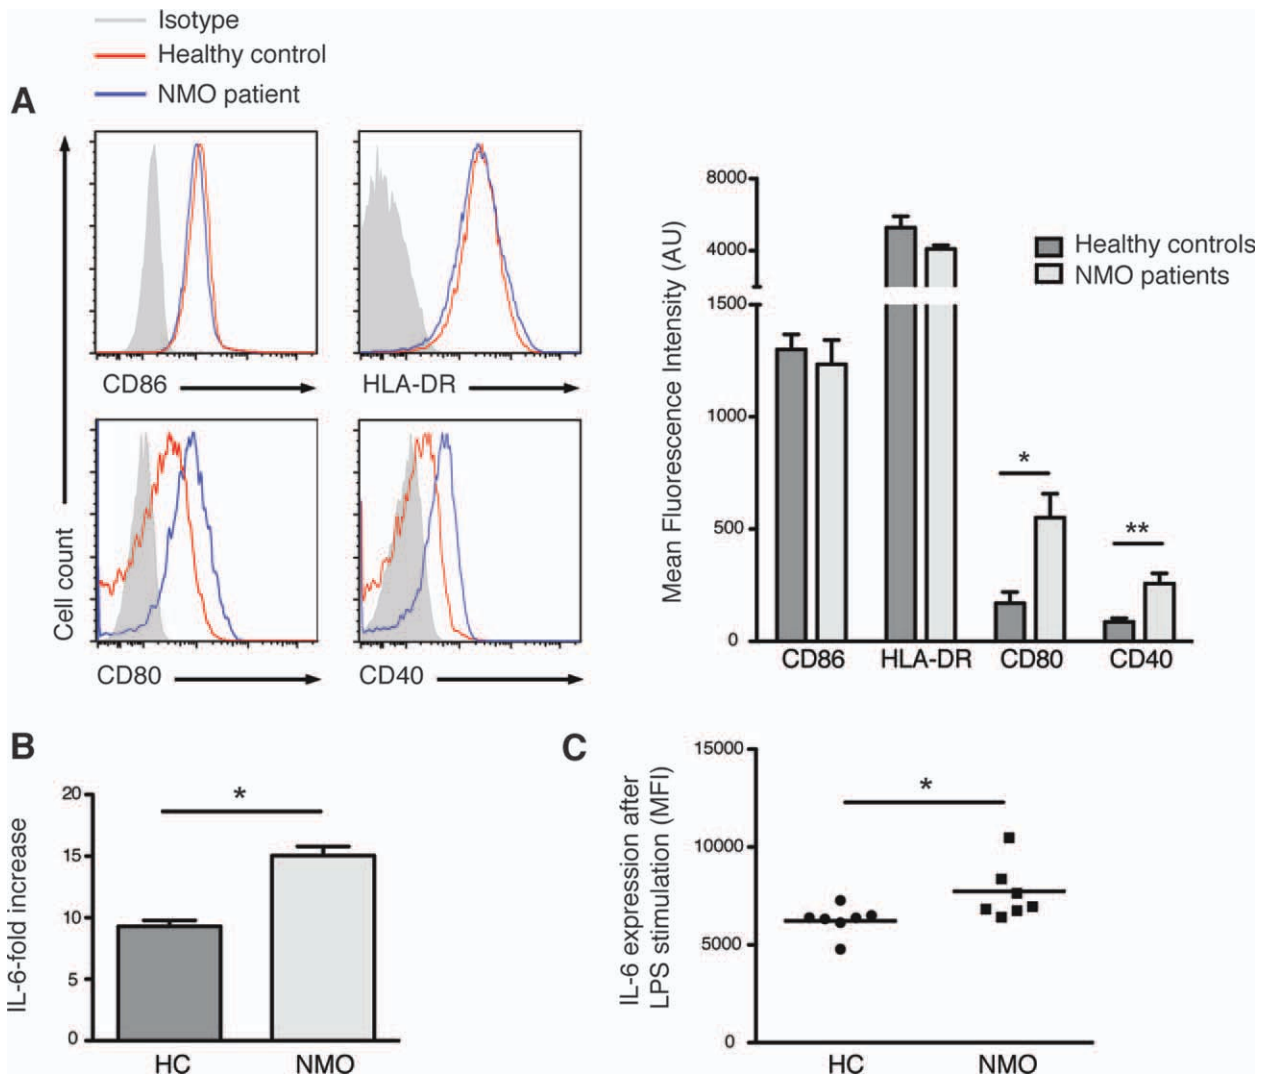 Isotype
Healthy control
NMO patient
A
CD86
HLA-DR
CD80
CD40
Cell count
Mean Fluorescence Intensity (AU)
8000
4000
1500
1000
500
0
Healthy controls
NMO patients
*
**
CD86
HLA-DR
CD80
CD40
B
IL-6-fold increase
20
15
10
5
0
*
HC
NMO
C
IL-6 expression after
LPS stimulation (MFI)
15000
10000
5000
0
*
HC
NMO